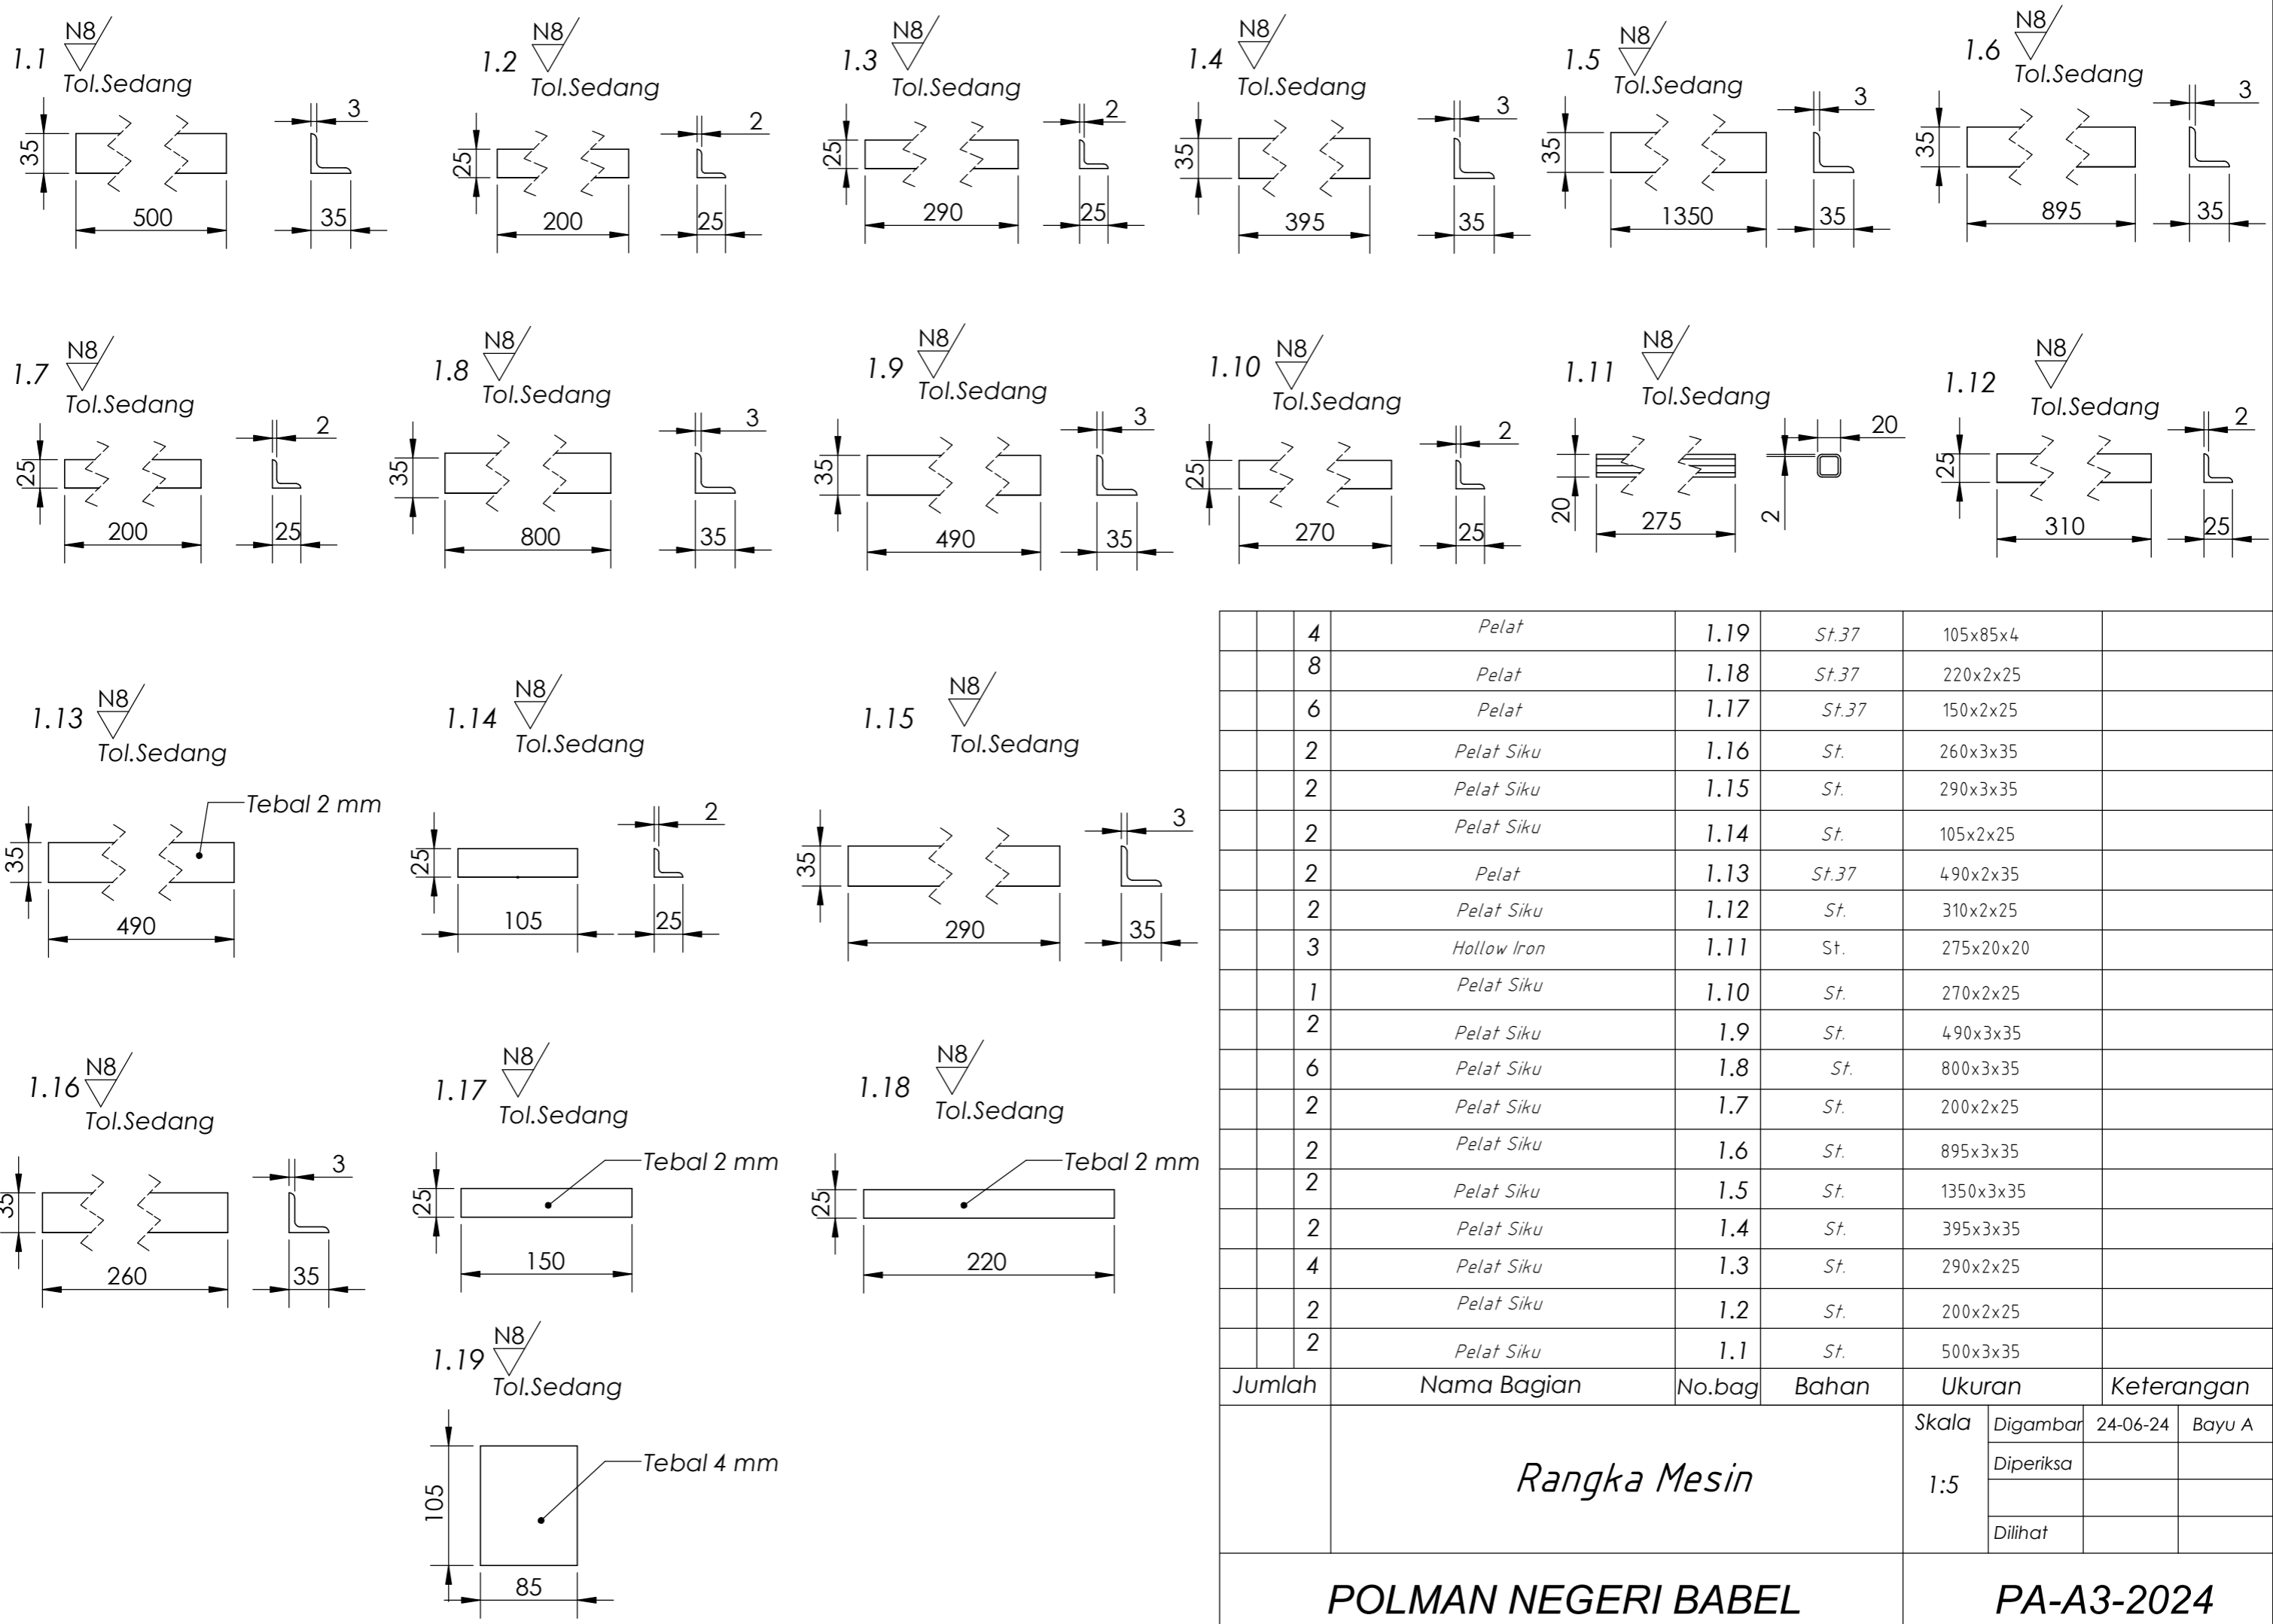 1.1 N8
Tol.Sedang
35
500
3
35
1.2 N8
Tol.Sedang
25
200
2
25
1.3 N8
Tol.Sedang
25
290
2
25
1.4 N8
Tol.Sedang
35
395
3
35
1.5 N8
Tol.Sedang
35
1350
3
35
1.6 N8
Tol.Sedang
35
895
3
35
1.7 N8
Tol.Sedang
25
200
2
25
1.8 N8
Tol.Sedang
35
800
3
35
1.9 N8
Tol.Sedang
35
490
3
35
1.10 N8
Tol.Sedang
25
270
2
25
1.11 N8
Tol.Sedang
20
275
2
20
1.12 N8
Tol.Sedang
25
310
2
25
1.13 N8
Tol.Sedang
Tebal 2 mm
35
490
1.14 N8
Tol.Sedang
25
105
2
25
1.15 N8
Tol.Sedang
35
290
3
35
1.16 N8
Tol.Sedang
35
260
3
35
1.17 N8
Tol.Sedang
Tebal 2 mm
25
150
1.18 N8
Tol.Sedang
Tebal 2 mm
25
220
1.19 N8
Tol.Sedang
Tebal 4 mm
105
85
4 Pelat 1.19 St.37 105x85x4
8 Pelat 1.18 St.37 220x2x25
6 Pelat 1.17 St.37 150x2x25
2 Pelat Siku 1.16 St. 260x3x35
2 Pelat Siku 1.15 St. 290x3x35
2 Pelat Siku 1.14 St. 105x2x25
2 Pelat 1.13 St.37 490x2x35
2 Pelat Siku 1.12 St. 310x2x25
3 Hollow Iron 1.11 St. 275x20x20
1 Pelat Siku 1.10 St. 270x2x25
2 Pelat Siku 1.9 St. 490x3x35
6 Pelat Siku 1.8 St. 800x3x35
2 Pelat Siku 1.7 St. 200x2x25
2 Pelat Siku 1.6 St. 895x3x35
2 Pelat Siku 1.5 St. 1350x3x35
2 Pelat Siku 1.4 St. 395x3x35
4 Pelat Siku 1.3 St. 290x2x25
2 Pelat Siku 1.2 St. 200x2x25
2 Pelat Siku 1.1 St. 500x3x35
Jumlah Nama Bagian No.bag Bahan Ukuran Keterangan
Rangka Mesin
Skala
1:5
Digambar 24-06-24 Bayu A
Diperiksa
Dilihat
POLMAN NEGERI BABEL
PA-A3-2024